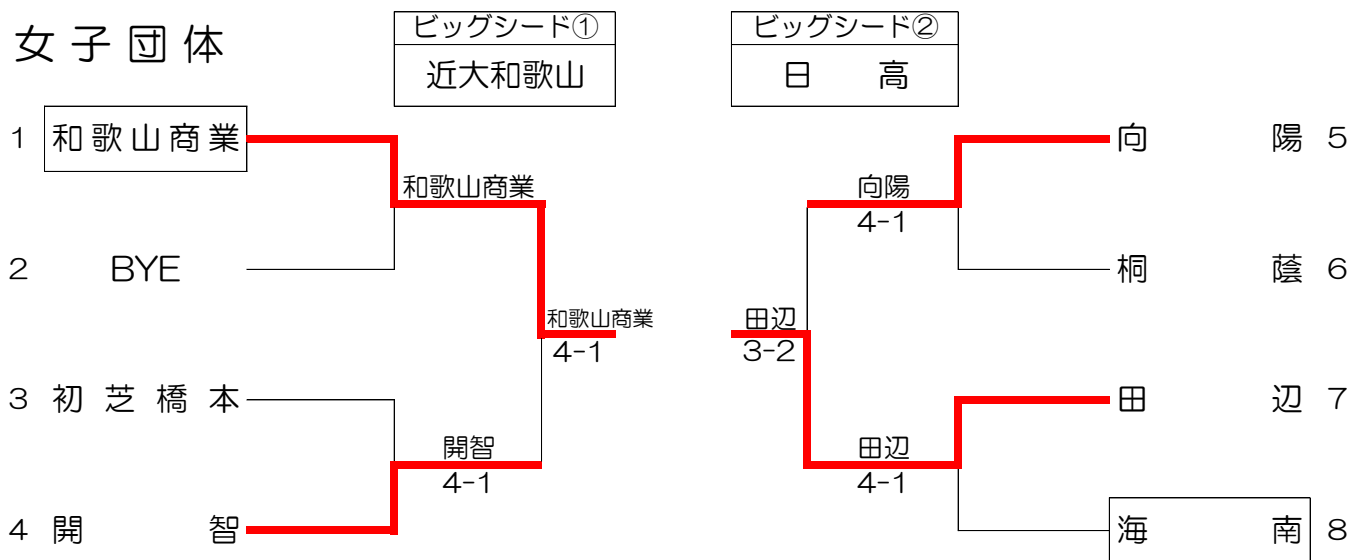 女子団体
ビッグシード①
近大和歌山
ビッグシード②
日 高
1 和歌山商業
2 BYE
3 初芝橋本
4 開 智
和歌山商業
開智
4-1
和歌山商業
4-1
田辺
3-2
向陽
4-1
田辺
4-1
向 陽 5
桐 蔭 6
田 辺 7
海 南 8